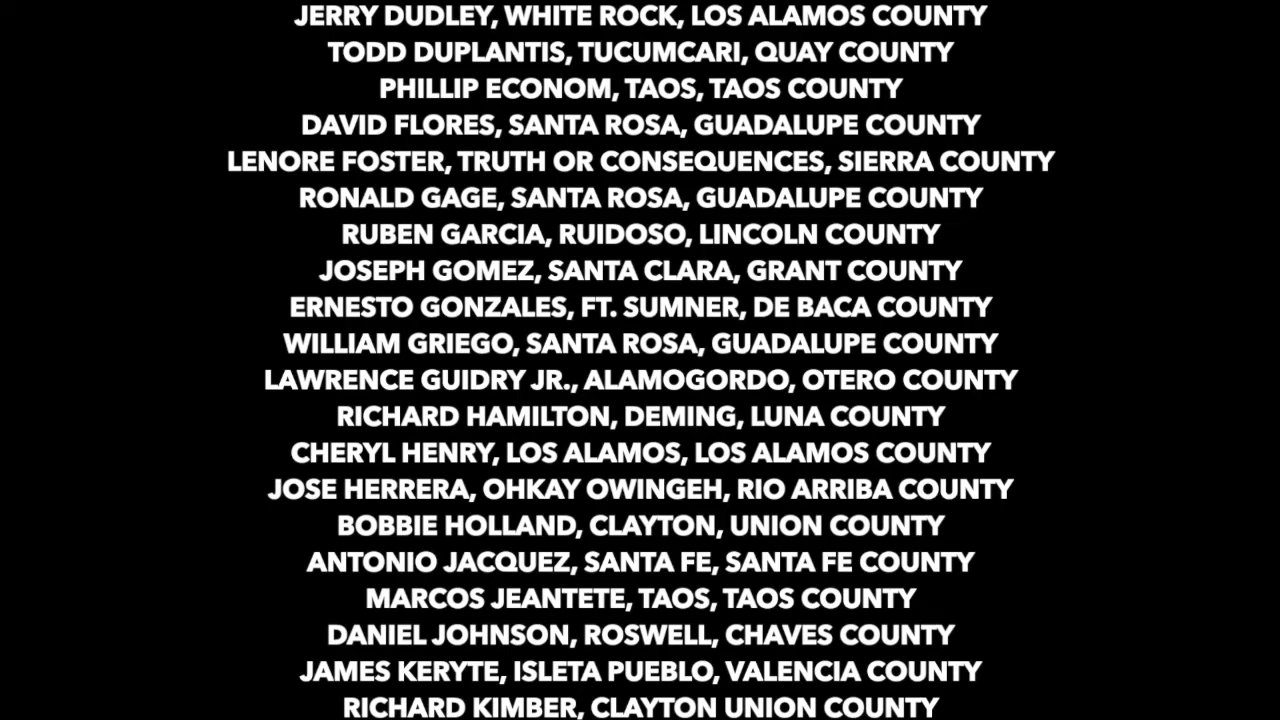 JERRY DUDLEY, WHITE ROCK, LOS ALAMOS COUNTY
TODD DUPLANTIS, TUCUMCARI, QUAY COUNTY
PHILLIP ECONOM, TAOS, TAOS COUNTY
DAVID FLORES, SANTA ROSA, GUADALUPE COUNTY
LENORE FOSTER, TRUTH OR CONSEQUENCES, SIERRA COUNTY
RONALD GAGE, SANTA ROSA, GUADALUPE COUNTY
RUBEN GARCIA, RUIDOSO, LINCOLN COUNTY
JOSEPH GOMEZ, SANTA CLARA, GRANT COUNTY
ERNESTO GONZALES, FT. SUMNER, DE BACA COUNTY
WILLIAM GRIEGO, SANTA ROSA, GUADALUPE COUNTY
LAWRENCE GUIDRY JR., ALAMOGORDO, OTERO COUNTY
RICHARD HAMILTON, DEMING, LUNA COUNTY
CHERYL HENRY, LOS ALAMOS, LOS ALAMOS COUNTY
JOSE HERRERA, OHKAY OWINGEH, RIO ARRIBA COUNTY
BOBBIE HOLLAND, CLAYTON, UNION COUNTY
ANTONIO JACQUEZ, SANTA FE, SANTA FE COUNTY
MARCOS JEANTETE, TAOS, TAOS COUNTY
DANIEL JOHNSON, ROSWELL, CHAVES COUNTY
JAMES KERYTE, ISLETA PUEBLO, VALENCIA COUNTY
RICHARD KIMBER, CLAYTON UNION COUNTY